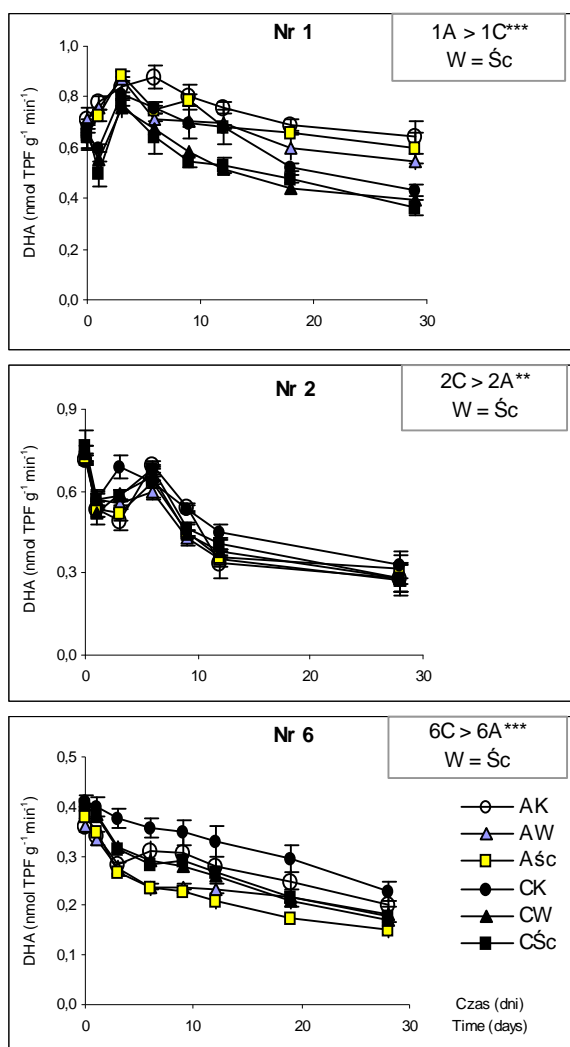 Nr 1
1A > 1C***
W = Śc
DHA (nmol TPF g⁻¹ min⁻¹)
1,0
0,8
0,6
0,4
0,2
0,0
0 10 20 30
Nr 2
2C > 2A**
W = Śc
DHA (nmol TPF g⁻¹ min⁻¹)
0,9
0,6
0,3
0,0
0 10 20 30
Nr 6
6C > 6A***
W = Śc
DHA (nmol TPF g⁻¹ min⁻¹)
0,5
0,4
0,3
0,2
0,1
0,0
0 10 20 30
AK
AW
Aśc
CK
CW
CŚc
Czas (dni)
Time (days)